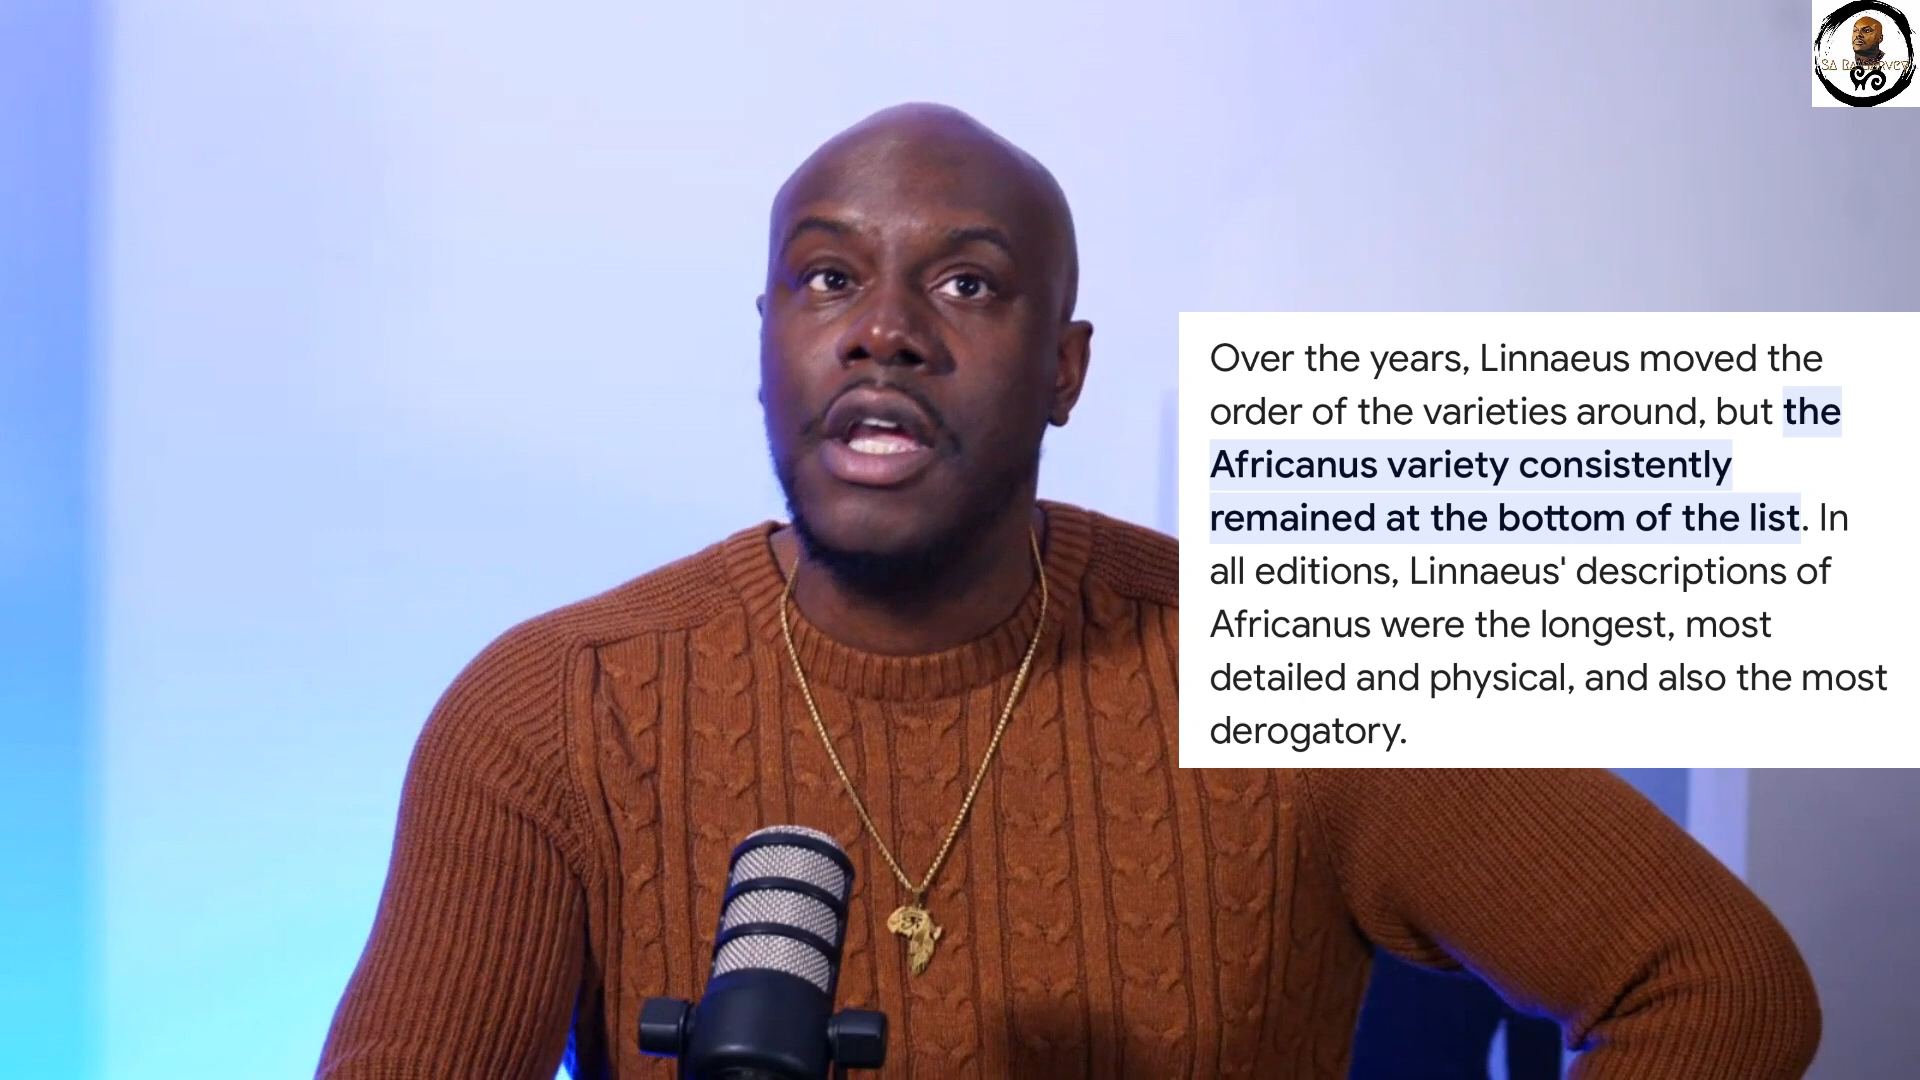 Over the years, Linnaeus moved the
order of the varieties around, but the
Africanus variety consistently
remained at the bottom of the list. In
all editions, Linnaeus' descriptions of
Africanus were the longest, most
detailed and physical, and also the most
derogatory.